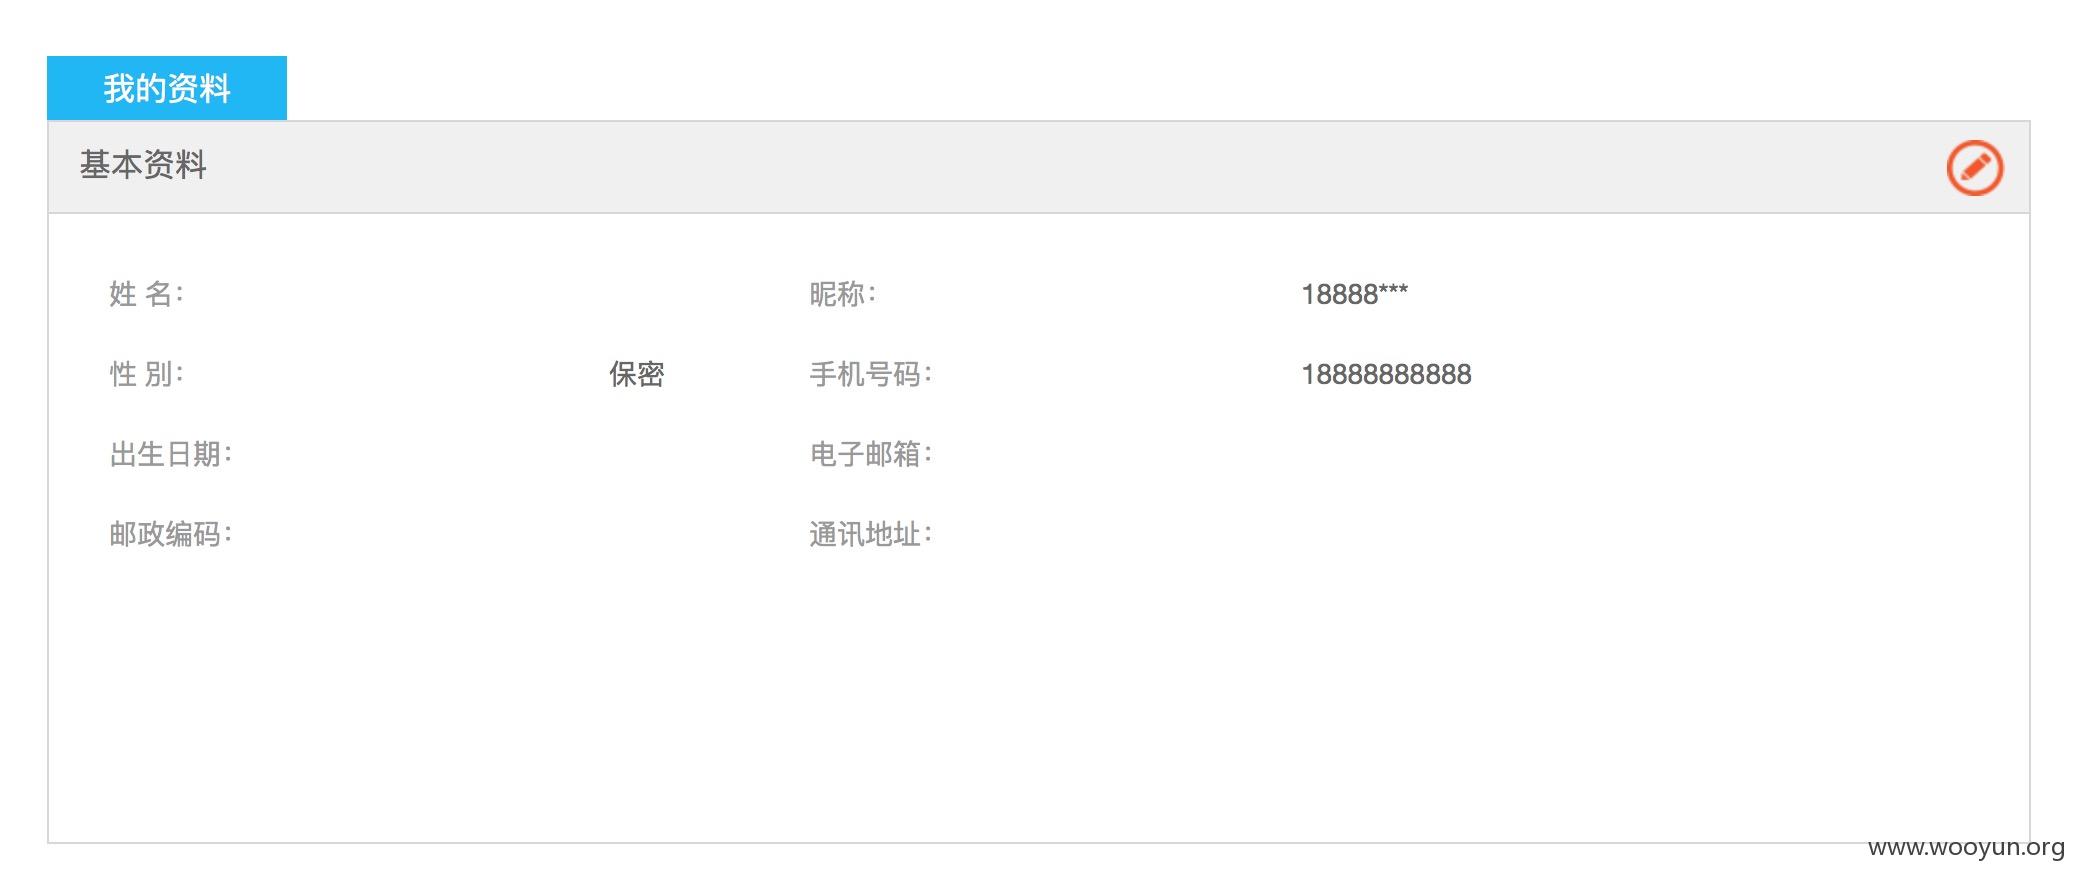 我的资料
基本资料
姓 名： 昵称： 18888***
性 别： 保密 手机号码： 18888888888
出生日期： 电子邮箱：
邮政编码： 通讯地址：
www.wooyun.org